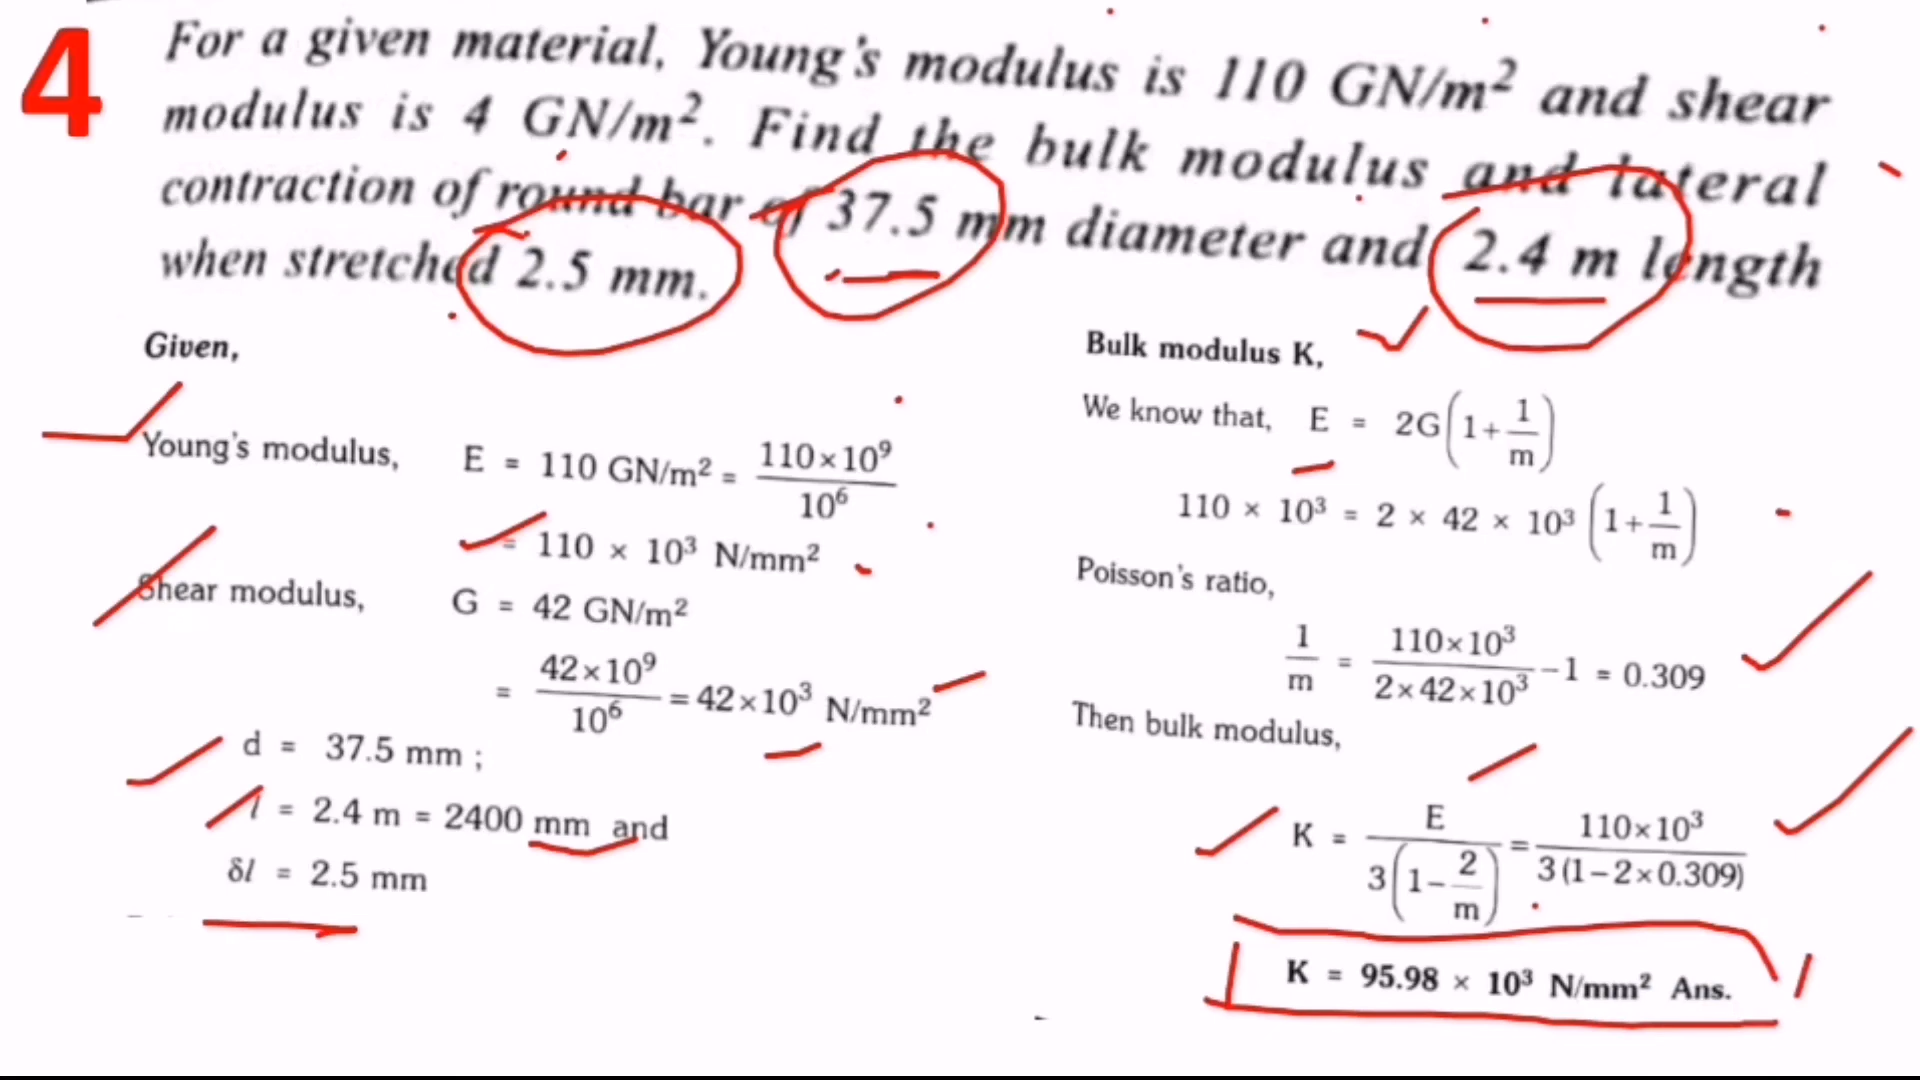 4
For a given material, Young's modulus is 110 GN/m² and shear
modulus is 4 GN/m². Find the bulk modulus and lateral
contraction of round bar of 37.5 mm diameter and 2.4 m length
when stretched 2.5 mm.
Given,
Young's modulus, E = 110 GN/m² = 110×10⁹ / 10⁶
= 110 × 10³ N/mm²
Shear modulus, G = 42 GN/m²
= 42×10⁹ / 10⁶ = 42×10³ N/mm²
d = 37.5 mm ;
l = 2.4 m = 2400 mm and
δl = 2.5 mm
Bulk modulus K,
We know that, E = 2G(1+1/m)
110 × 10³ = 2 × 42 × 10³ (1+1/m)
Poisson's ratio,
1/m = 110×10³ / 2×42×10³ −1 = 0.309
Then bulk modulus,
K = E / 3(1−2/m) = 110×10³ / 3(1−2×0.309)
K = 95.98 × 10³ N/mm² Ans.